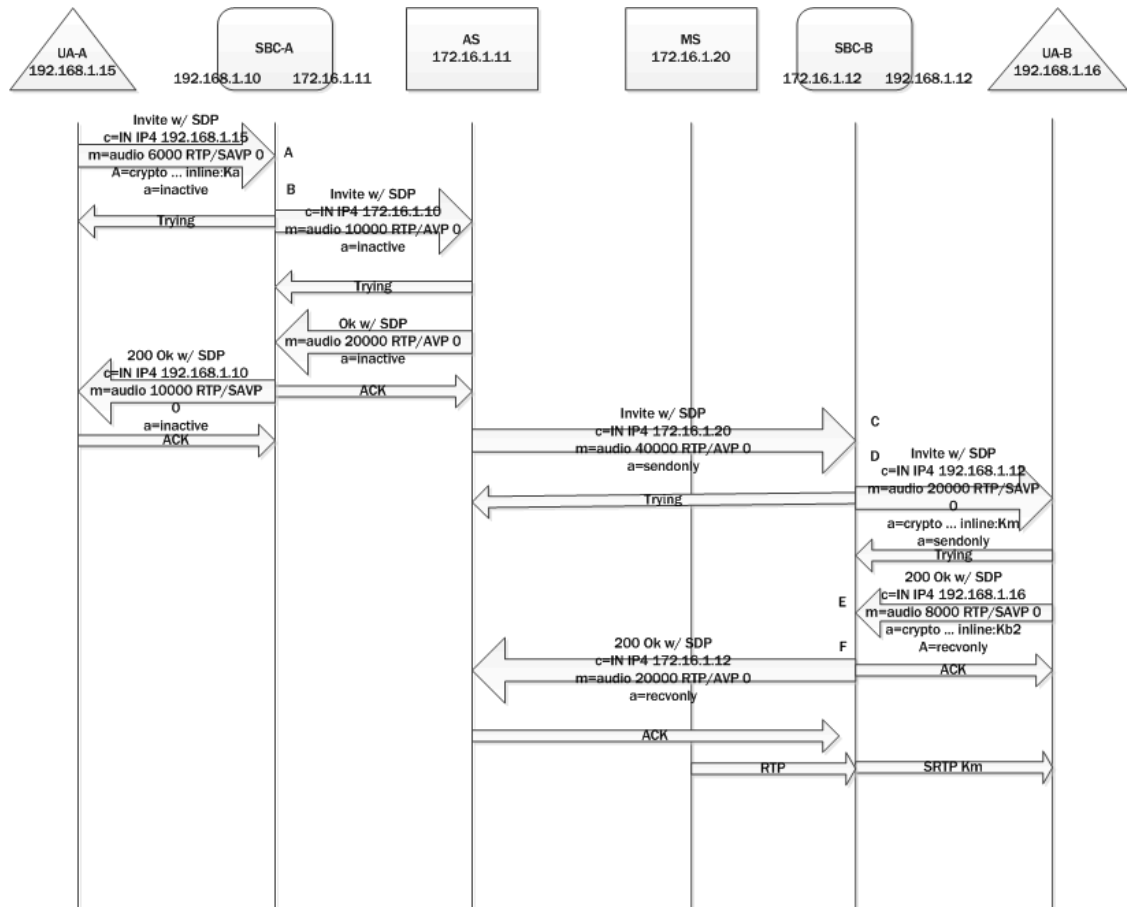 UA-A
192.168.1.15
SBC-A
192.168.1.10 172.16.1.11
AS
172.16.1.11
MS
172.16.1.20
SBC-B
172.16.1.12 192.168.1.12
UA-B
192.168.1.16
Invite w/ SDP
c=IN IP4 192.168.1.15
m=audio 6000 RTP/SAVP 0
A=crypto ... inline:Ka
a=inactive
A
B
Invite w/ SDP
c=IN IP4 172.16.1.10
m=audio 10000 RTP/AVP 0
a=inactive
Trying
Trying
Ok w/ SDP
m=audio 20000 RTP/AVP 0
a=inactive
200 Ok w/ SDP
c=IN IP4 192.168.1.10
m=audio 10000 RTP/SAVP
0
a=inactive
ACK
ACK
Invite w/ SDP
c=IN IP4 172.16.1.20
m=audio 40000 RTP/AVP 0
a=sendonly
C
D
Invite w/ SDP
c=IN IP4 192.168.1.12
m=audio 20000 RTP/SAVP
0
a=crypto ... inline:Km
a=sendonly
Trying
Trying
200 Ok w/ SDP
c=IN IP4 192.168.1.16
m=audio 8000 RTP/SAVP 0
a=crypto ... inline:Kb2
A=recvonly
E
F
200 Ok w/ SDP
c=IN IP4 172.16.1.12
m=audio 20000 RTP/AVP 0
a=recvonly
ACK
ACK
RTP
SRTP Km